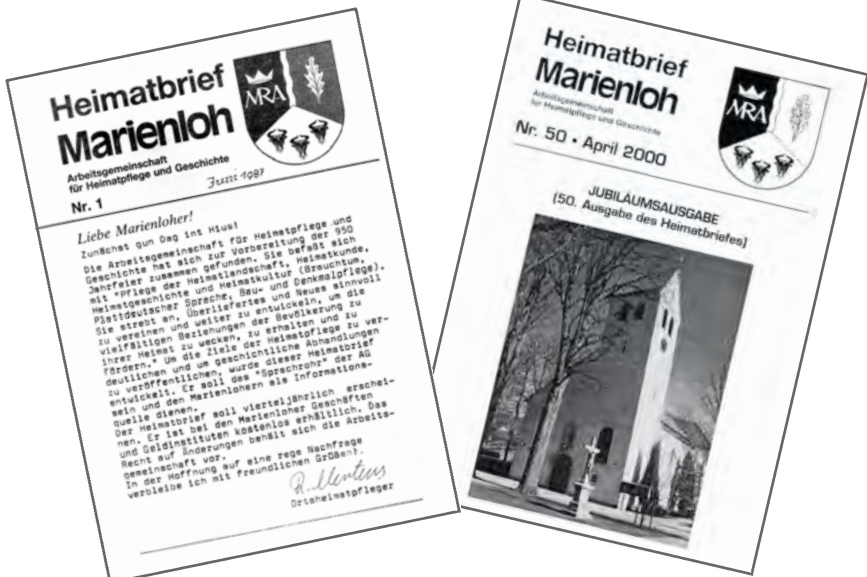 Heimatbrief
Marienloh
Arbeitsgemeinschaft
für Heimatpflege und Geschichte
Juni 1987
Nr. 1
MRA
Liebe Marienloher!
Zunächst gun Dag int Hius!
Die Arbeitsgemeinschaft für Heimatpflege und
Geschichte hat sich zur Vorbereitung der 950
Jahrfeier zusammen gefunden. Sie befaßt sich
mit "Pflege der Heimatlandschaft, Heimatkunde,
Heimatgeschichte und Heimatkultur (Brauchtum,
Plattdeutscher Sprache, Bau- und Denkmalpflege).
Sie strebt an, Überliefertes und Neues sinnvoll
zu vereinen und weiter zu entwickeln, um die
vielfältigen Beziehungen der Bevölkerung zu
ihrer Heimat zu wecken, zu erhalten und zu
fördern." Um die Ziele der Heimatpflege zu ver-
deutlichen und um geschichtliche Abhandlungen
zu veröffentlichen, wurde dieser Heimatbrief
entwickelt. Er soll das "Sprachrohr" der AG
sein und den Marienlohern als Informations-
quelle dienen.
Der Heimatbrief soll vierteljährlich erschei-
nen. Er ist bei den Marienloher Geschäften
und Geldinstituten kostenlos erhältlich. Das
Recht auf Änderungen behält sich die Arbeits-
gemeinschaft vor.
In der Hoffnung auf eine rege Nachfrage
verbleibe ich mit freundlichen Grüßen!
R. Mertens
Ortsheimatpfleger
Heimatbrief
Marienloh
Arbeitsgemeinschaft
für Heimatpflege und Geschichte
Nr. 50 • April 2000
MRA
JUBILÄUMSAUSGABE
(50. Ausgabe des Heimatbriefes)